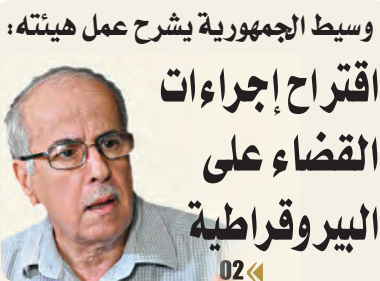 وسيط الجمهورية يشرح عمل هيئته:
اقتراح إجراءات
القضاء على
البيروقراطية
02